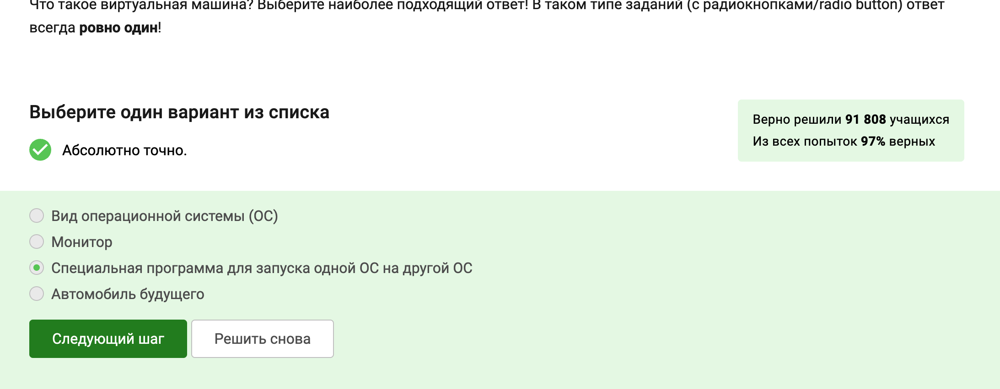 Что такое виртуальная машина? Выберите наиболее подходящий ответ! В таком типе заданий (с радиокнопками/radio button) ответ
всегда ровно один!
Выберите один вариант из списка
Абсолютно точно.
Верно решили 91 808 учащихся
Из всех попыток 97% верных
Вид операционной системы (ОС)
Монитор
Специальная программа для запуска одной ОС на другой ОС
Автомобиль будущего
Следующий шаг
Решить снова